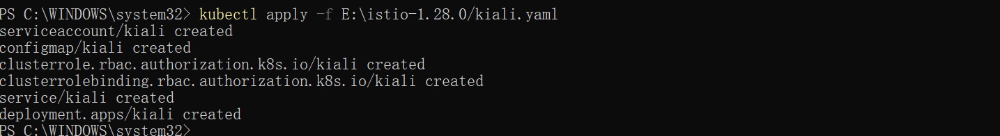 PS C:\WINDOWS\system32> kubectl apply -f E:\istio-1.28.0/kiali.yaml
serviceaccount/kiali created
configmap/kiali created
clusterrole.rbac.authorization.k8s.io/kiali created
clusterrolebinding.rbac.authorization.k8s.io/kiali created
service/kiali created
deployment.apps/kiali created
PS C:\WINDOWS\system32>